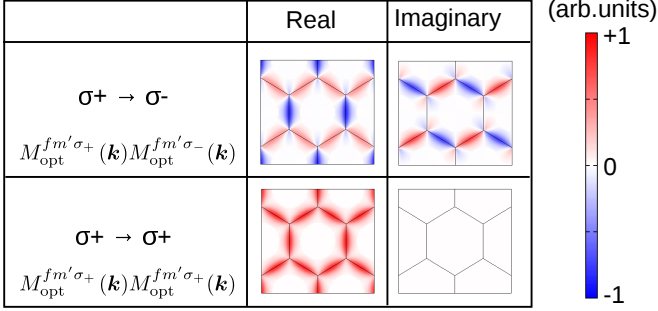 (arb.units)
Real Imaginary
+1
σ+ → σ-
M_opt^{fm′σ+}(k)M_opt^{fm′σ−}(k)
0
σ+ → σ+
M_opt^{fm′σ+}(k)M_opt^{fm′σ+}(k)
-1